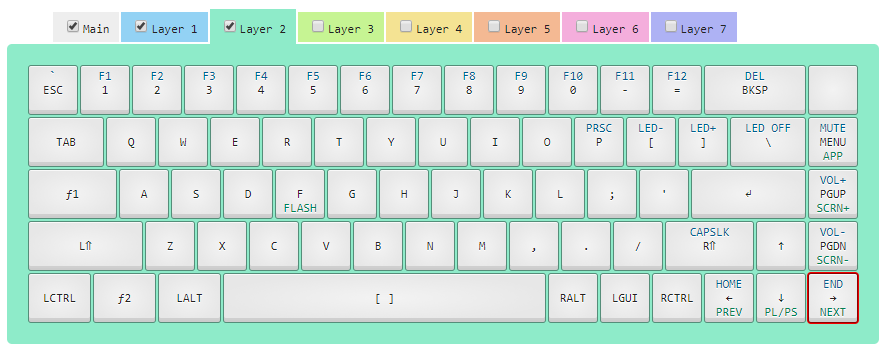 Main Layer 1 Layer 2 Layer 3 Layer 4 Layer 5 Layer 6 Layer 7
` F1 F2 F3 F4 F5 F6 F7 F8 F9 F10 F11 F12 DEL
ESC 1 2 3 4 5 6 7 8 9 0 - = BKSP
PRSC LED- LED+ LED OFF MUTE
TAB Q W E R T Y U I O P [ ] \ MENU
APP
VOL+
ƒ1 A S D F G H J K L ; ' ↲ PGUP
FLASH SCRN+
CAPSLK VOL-
L⇑ Z X C V B N M , . / R⇑ ↑ PGDN
SCRN-
HOME END
LCTRL ƒ2 LALT [ ] RALT LGUI RCTRL ← ↓ →
PREV PL/PS NEXT